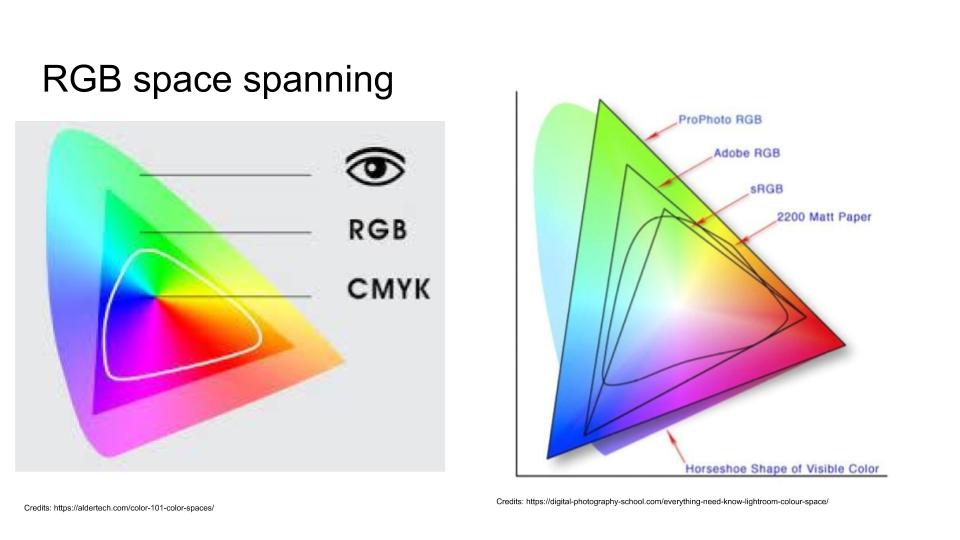 RGB space spanning
RGB
CMYK
Credits: https://aldertech.com/color-101-color-spaces/
ProPhoto RGB
Adobe RGB
sRGB
2200 Matt Paper
Horseshoe Shape of Visible Color
Credits: https://digital-photography-school.com/everything-need-know-lightroom-colour-space/